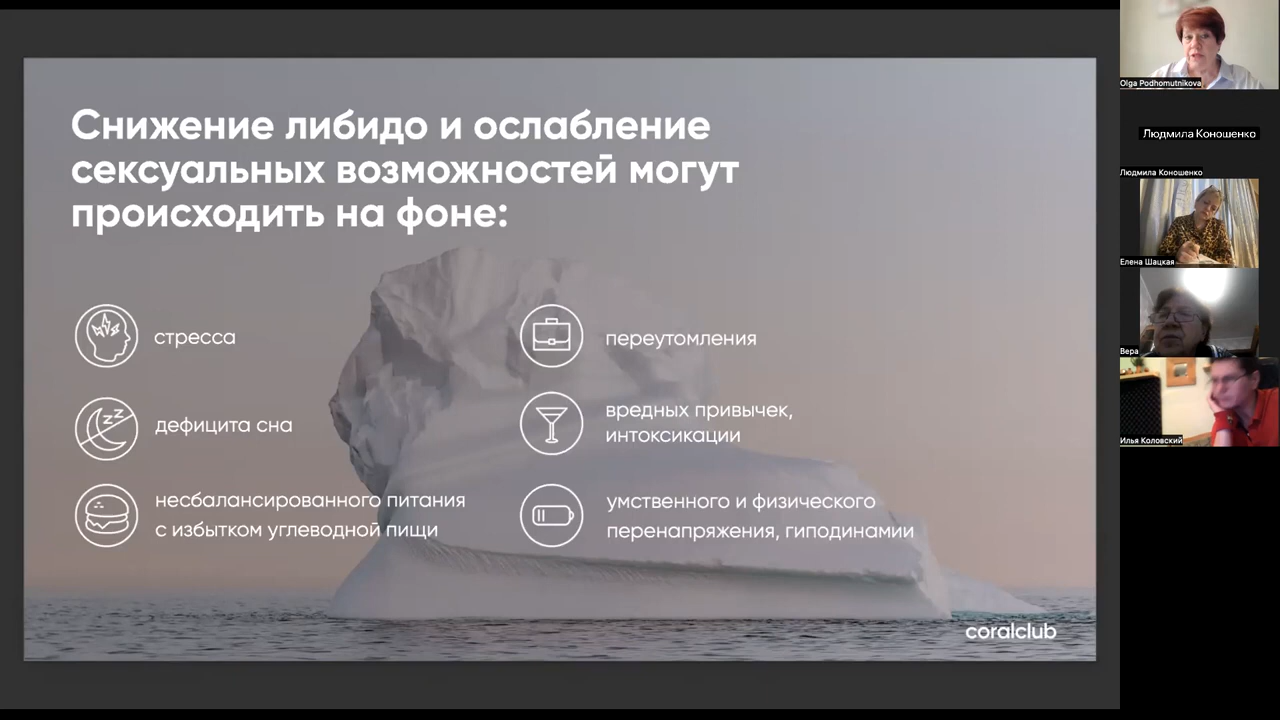 Снижение либидо и ослабление
сексуальных возможностей могут
происходить на фоне:
стресса
дефицита сна
несбалансированного питания
с избытком углеводной пищи
переутомления
вредных привычек,
интоксикации
умственного и физического
перенапряжения, гиподинамии
coralclub
Olga Podhomutnikova
Людмила Коношенко
Людмила Коношенко
Елена Шацкая
Вера
Илья Коловский